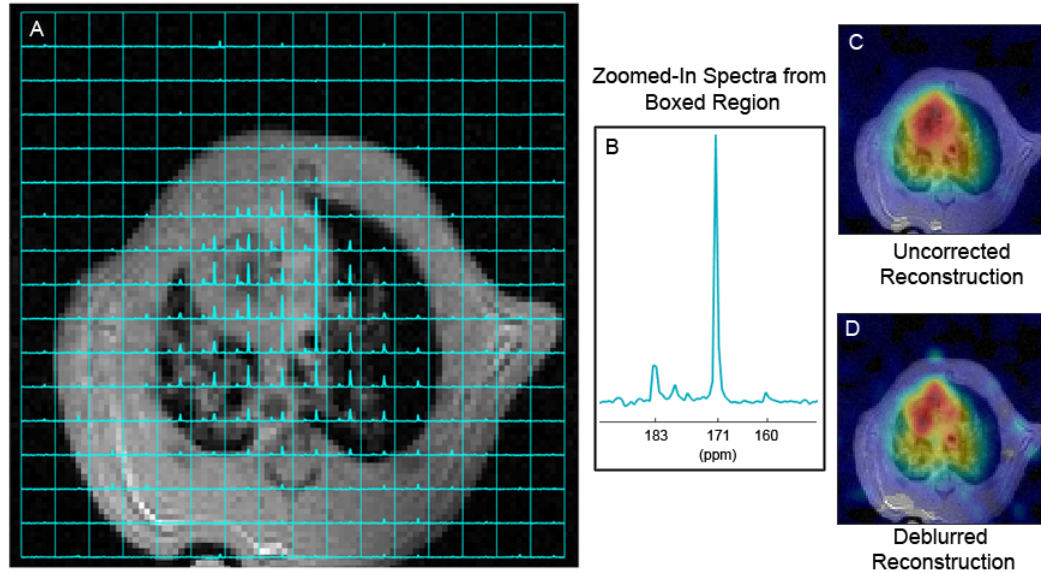 A
Zoomed-In Spectra from
Boxed Region
B
183
171
160
(ppm)
C
Uncorrected
Reconstruction
D
Deblurred
Reconstruction